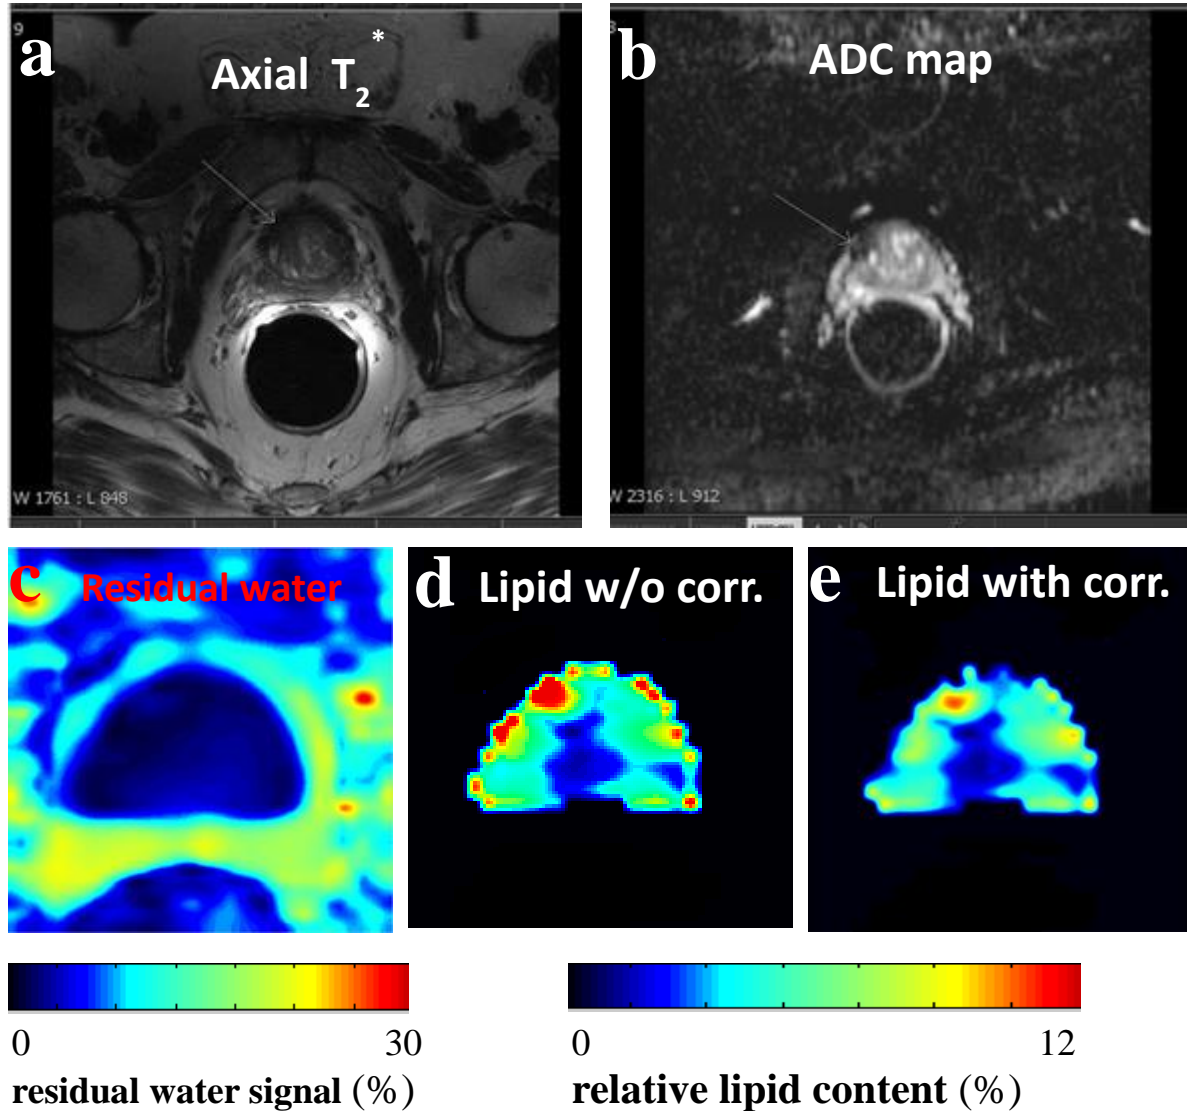 9
a
Axial T2*
W 1761 : L 848
b
ADC map
W 2316 : L 912
c Residual water
d Lipid w/o corr.
e Lipid with corr.
0 30
residual water signal (%)
0 12
relative lipid content (%)